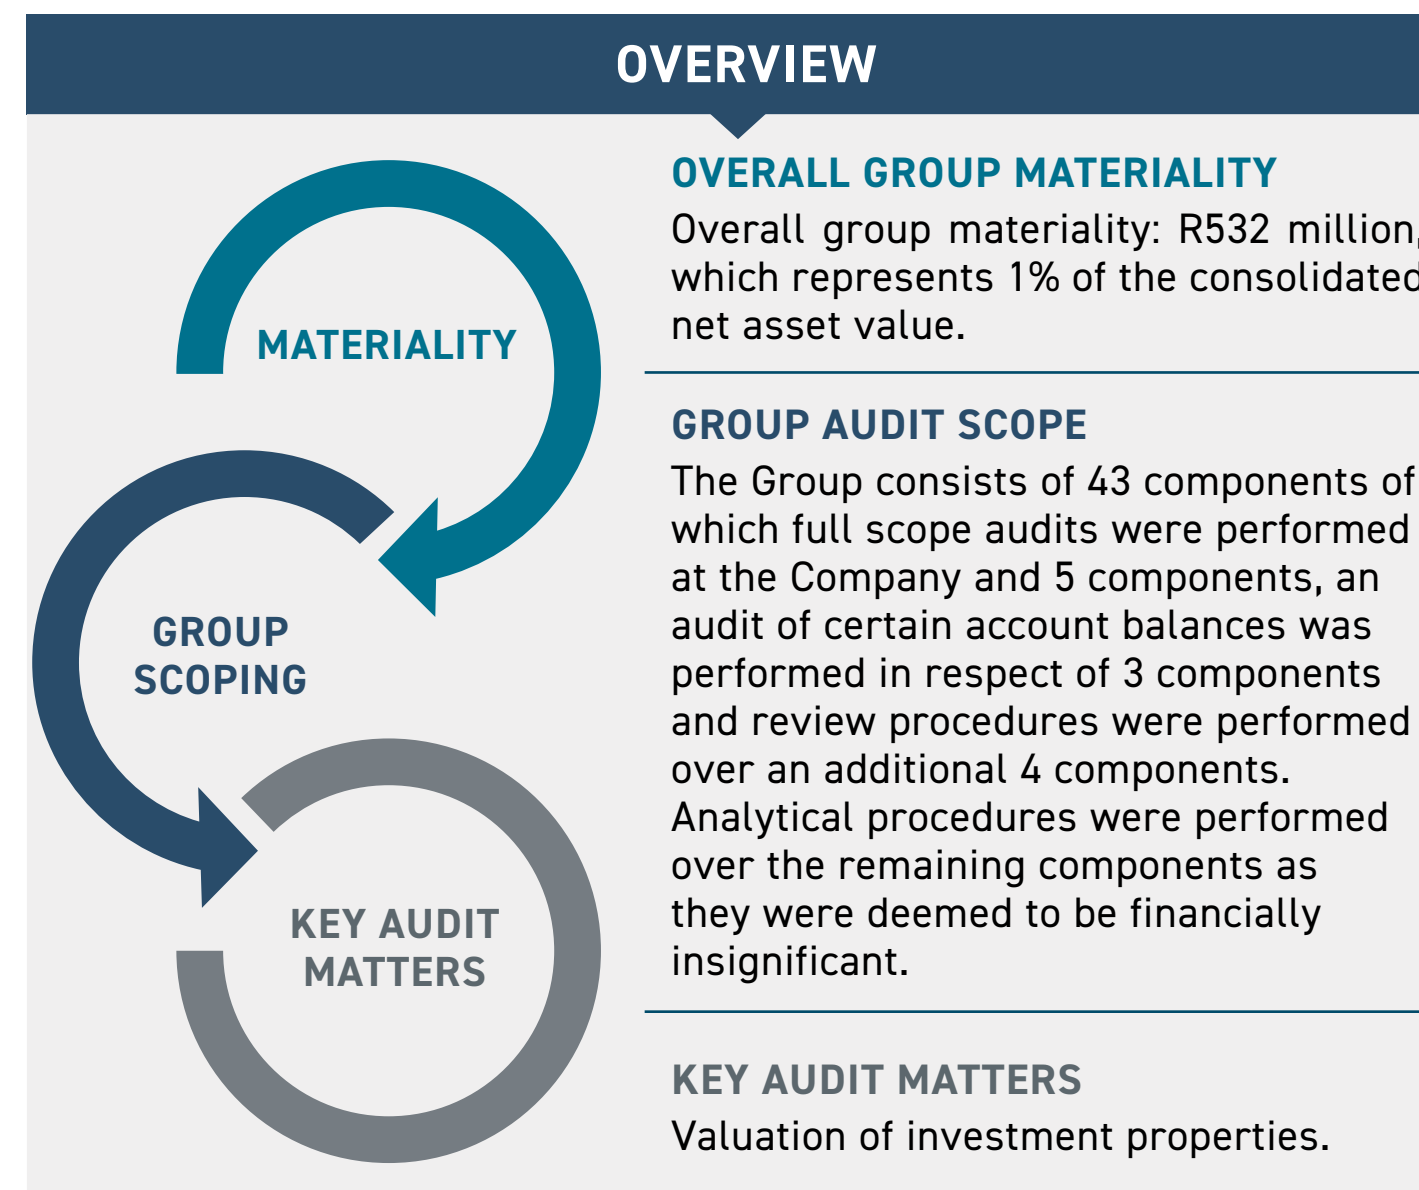 OVERVIEW
MATERIALITY
GROUP
SCOPING
KEY AUDIT
MATTERS
OVERALL GROUP MATERIALITY
Overall group materiality: R532 million,
which represents 1% of the consolidated
net asset value.
GROUP AUDIT SCOPE
The Group consists of 43 components of
which full scope audits were performed
at the Company and 5 components, an
audit of certain account balances was
performed in respect of 3 components
and review procedures were performed
over an additional 4 components.
Analytical procedures were performed
over the remaining components as
they were deemed to be financially
insignificant.
KEY AUDIT MATTERS
Valuation of investment properties.